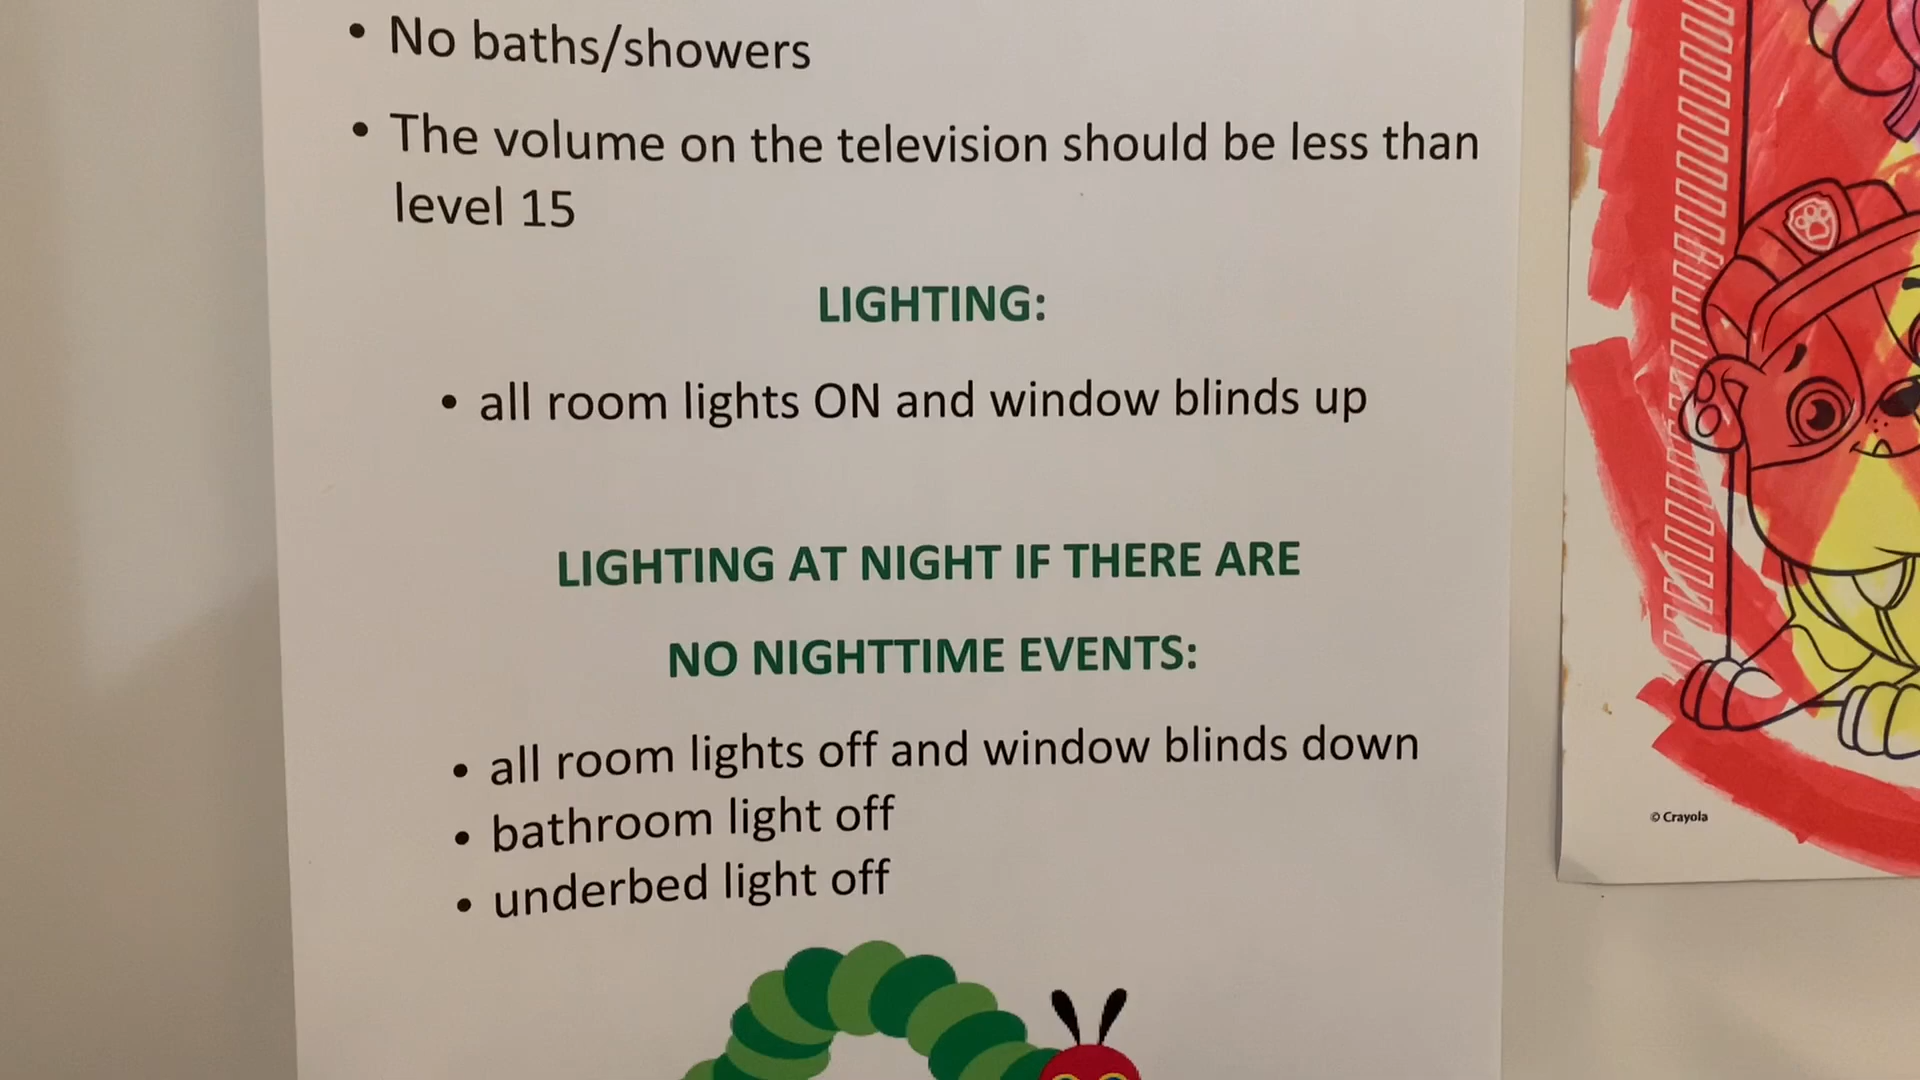 • No baths/showers
• The volume on the television should be less than
level 15
LIGHTING:
• all room lights ON and window blinds up
LIGHTING AT NIGHT IF THERE ARE
NO NIGHTTIME EVENTS:
• all room lights off and window blinds down
• bathroom light off
• underbed light off
© Crayola